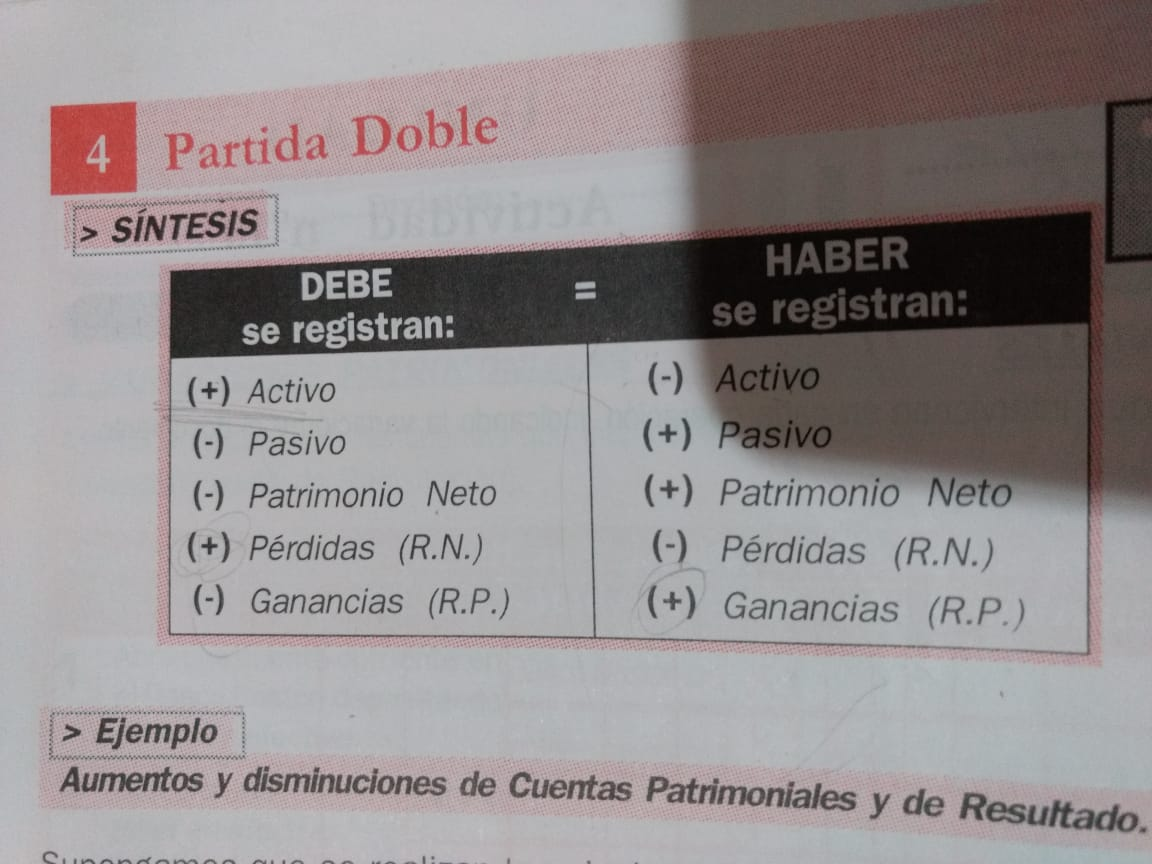 4 Partida Doble
> SÍNTESIS
DEBE = HABER
se registran: se registran:
(+) Activo (-) Activo
(-) Pasivo (+) Pasivo
(-) Patrimonio Neto (+) Patrimonio Neto
(+) Pérdidas (R.N.) (-) Pérdidas (R.N.)
(-) Ganancias (R.P.) (+) Ganancias (R.P.)
> Ejemplo
Aumentos y disminuciones de Cuentas Patrimoniales y de Resultado.